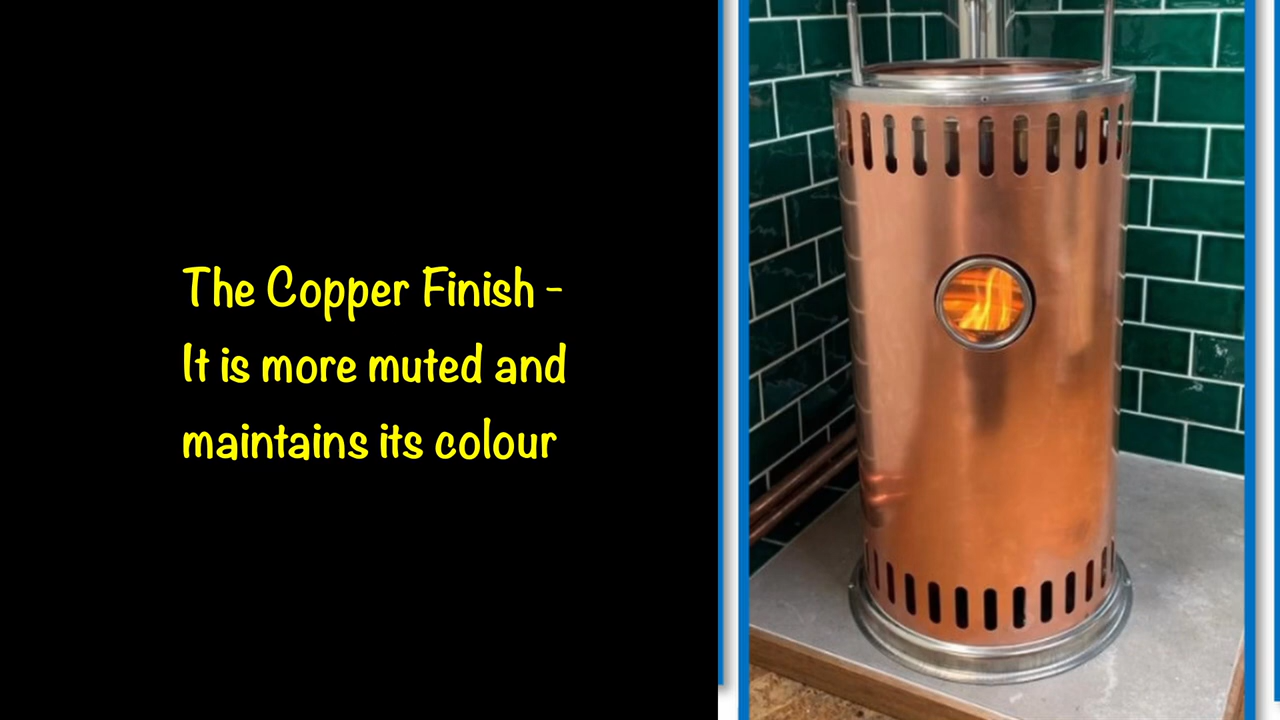 The Copper Finish -
It is more muted and
maintains its colour